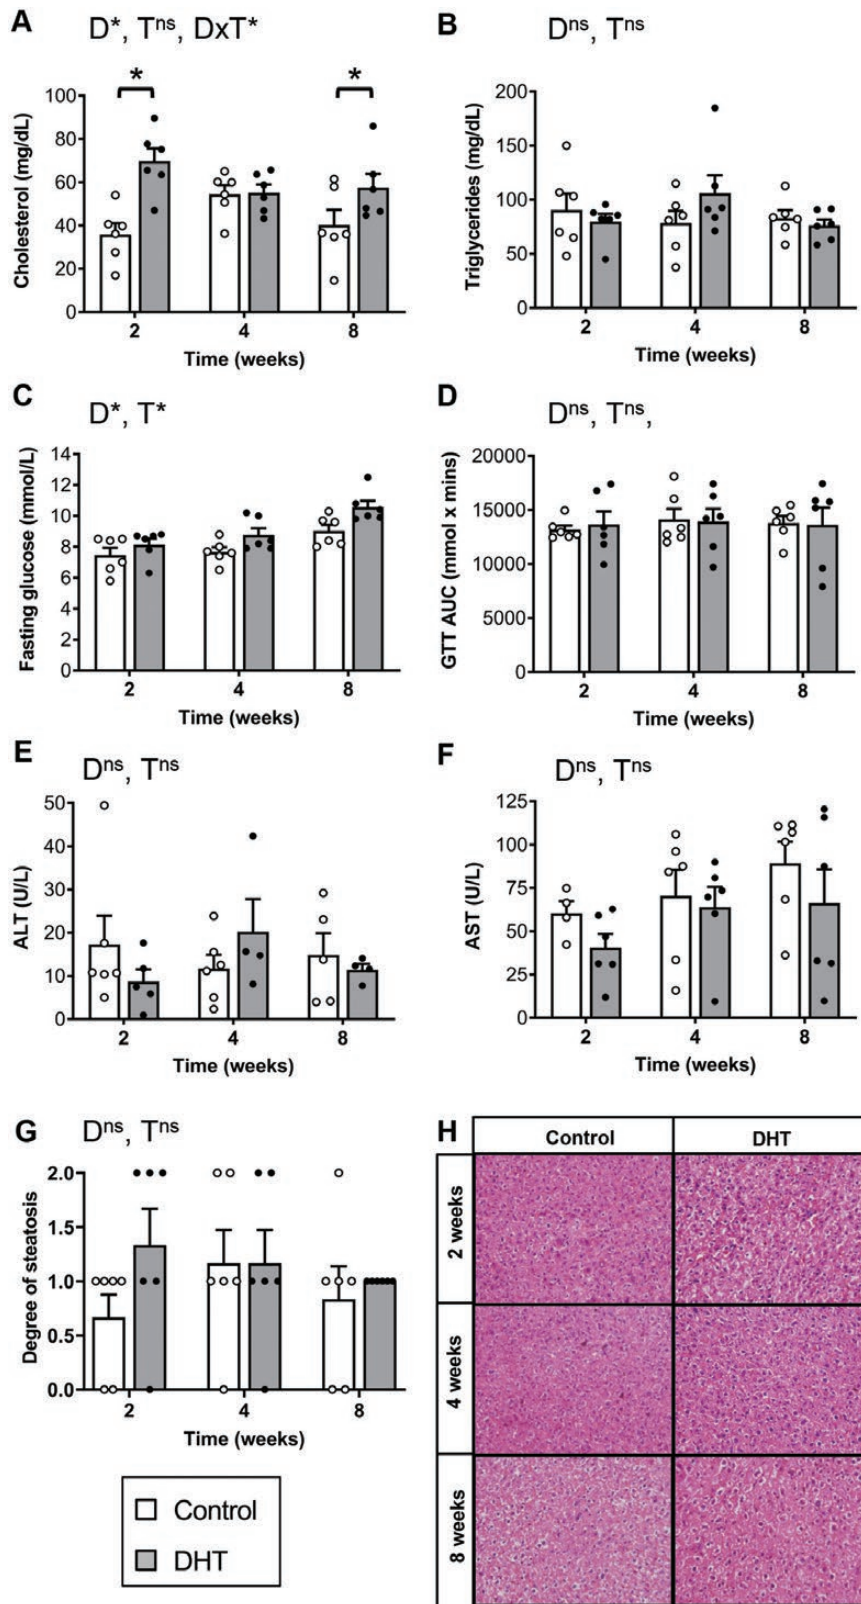 A
D*, Tⁿˢ, DxT*
*
*
Cholesterol (mg/dL)
100
80
60
40
20
0
2
4
8
Time (weeks)
B
Dⁿˢ, Tⁿˢ
Triglycerides (mg/dL)
200
150
100
50
0
2
4
8
Time (weeks)
C
D*, T*
Fasting glucose (mmol/L)
14
12
10
8
6
4
2
0
2
4
8
Time (weeks)
D
Dⁿˢ, Tⁿˢ,
GTT AUC (mmol x mins)
20000
15000
10000
5000
0
2
4
8
Time (weeks)
E
Dⁿˢ, Tⁿˢ
ALT (U/L)
50
40
30
20
10
0
2
4
8
Time (weeks)
F
Dⁿˢ, Tⁿˢ
AST (U/L)
125
100
75
50
25
0
2
4
8
Time (weeks)
G
Dⁿˢ, Tⁿˢ
Degree of steatosis
2.0
1.5
1.0
0.5
0.0
2
4
8
Time (weeks)
Control
DHT
H
Control
DHT
2 weeks
4 weeks
8 weeks